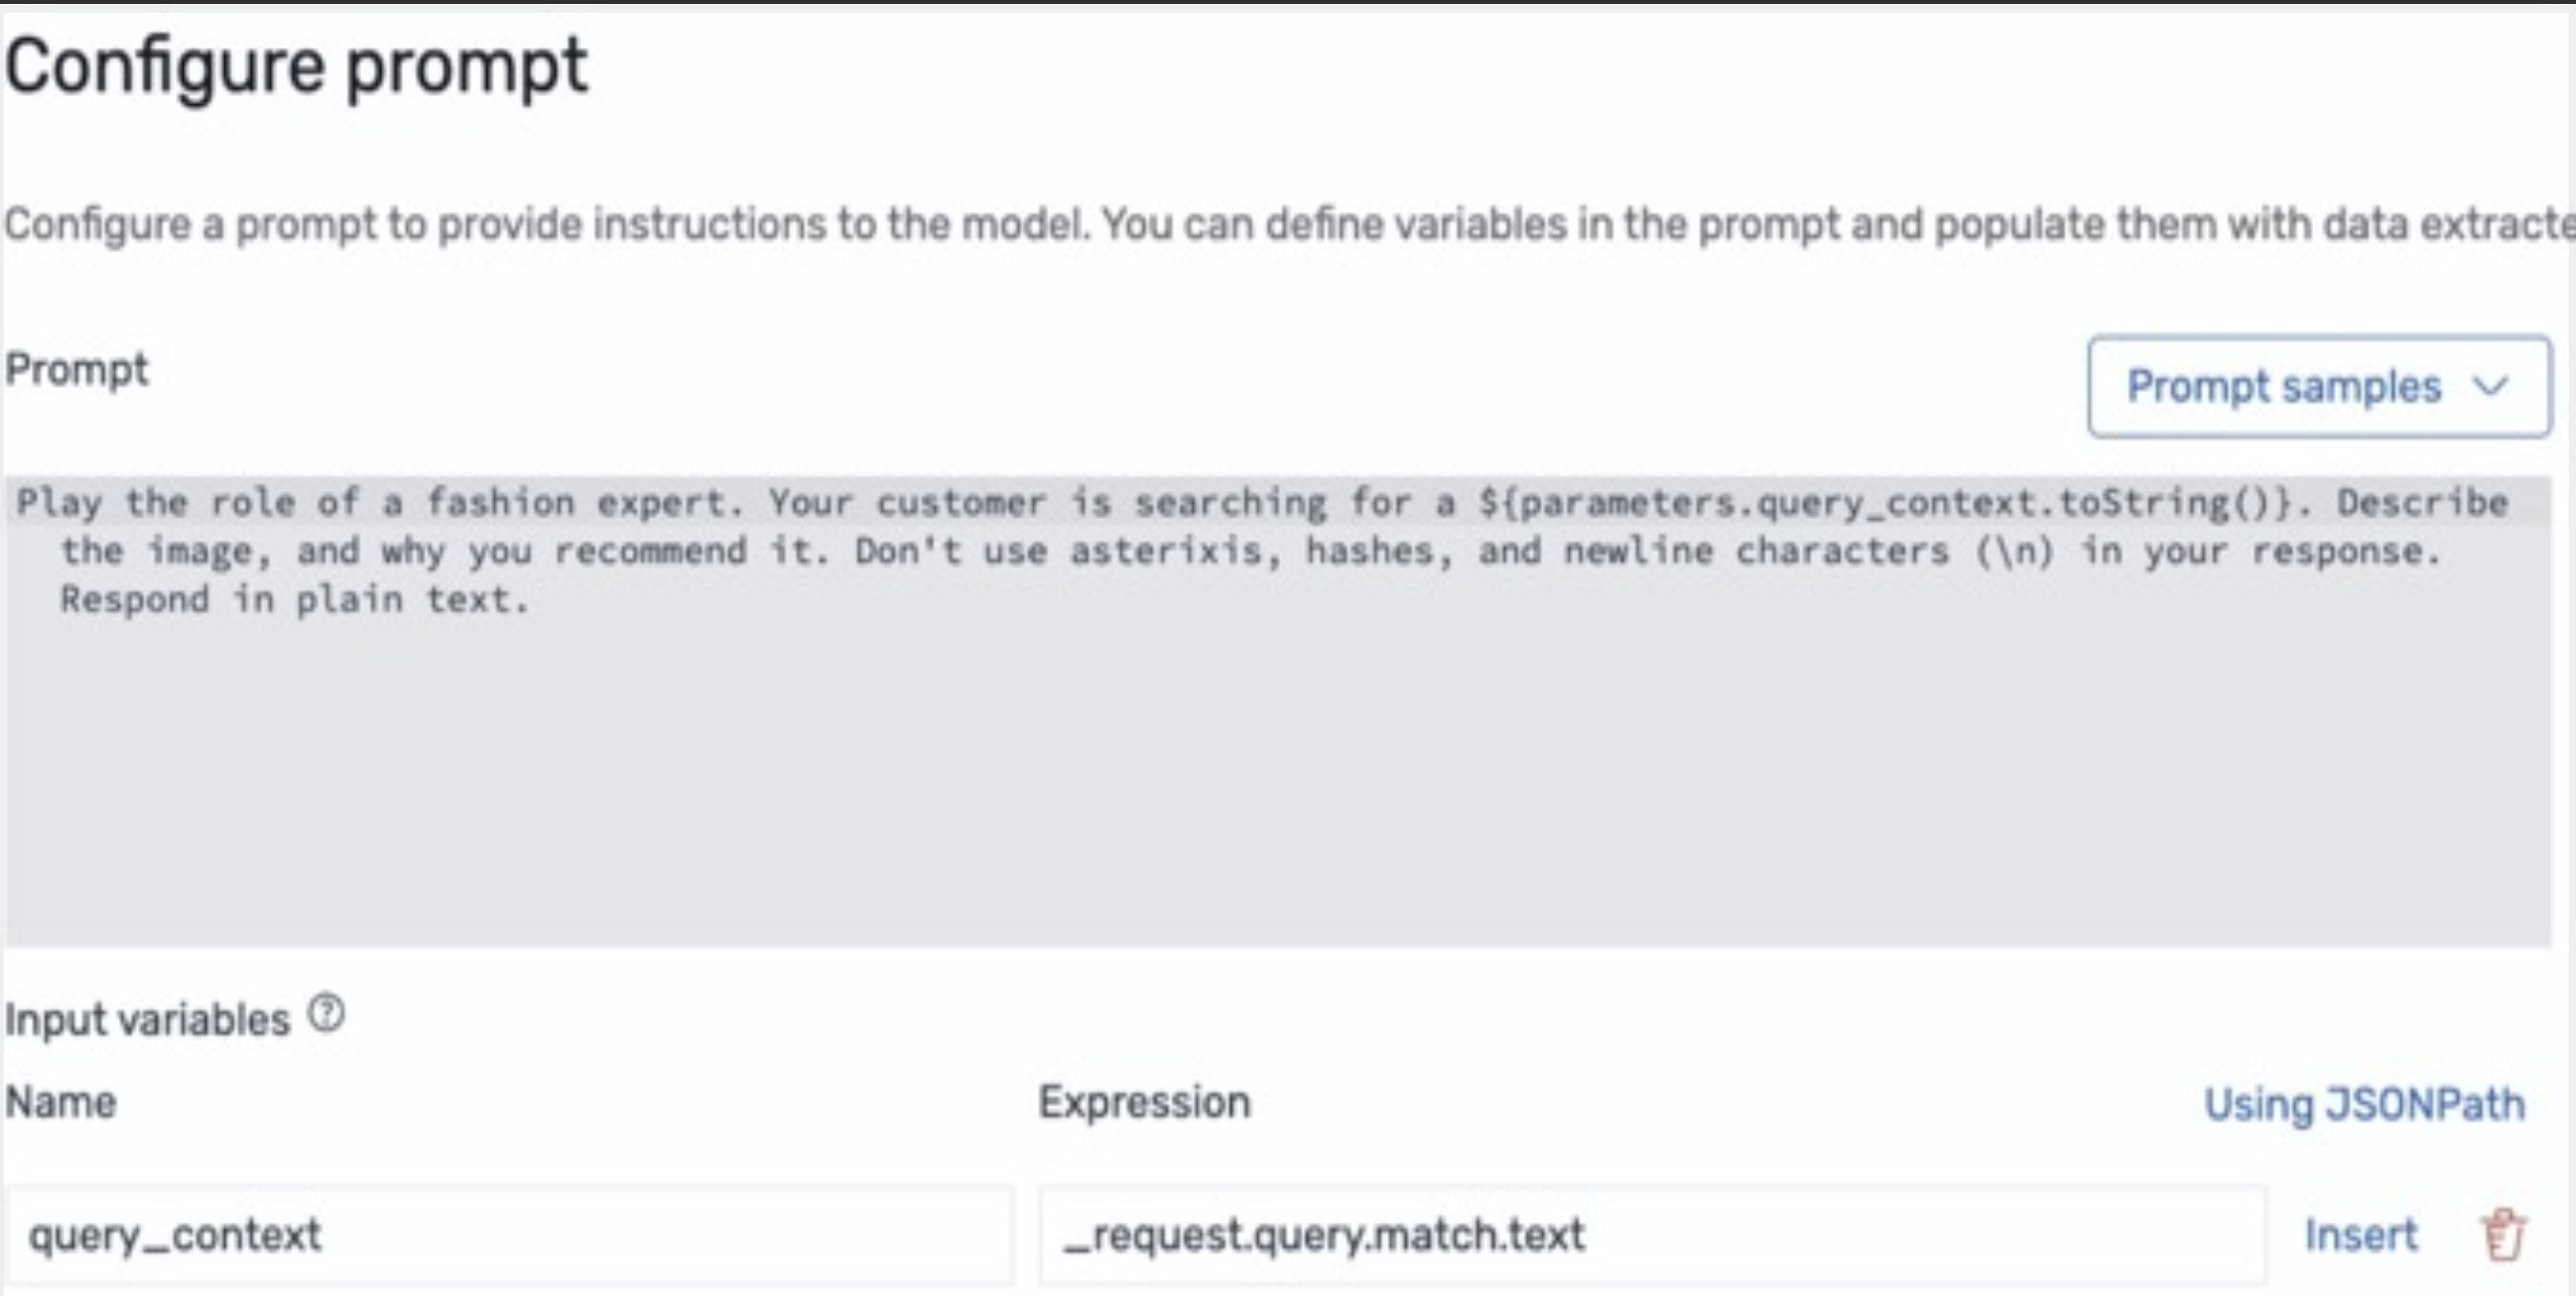 Configure prompt
Configure a prompt to provide instructions to the model. You can define variables in the prompt and populate them with data extracte
Prompt
Prompt samples
Play the role of a fashion expert. Your customer is searching for a ${parameters.query_context.toString()}. Describe
the image, and why you recommend it. Don't use asterixis, hashes, and newline characters (\n) in your response.
Respond in plain text.
Input variables
Name Expression Using JSONPath
query_context _request.query.match.text Insert